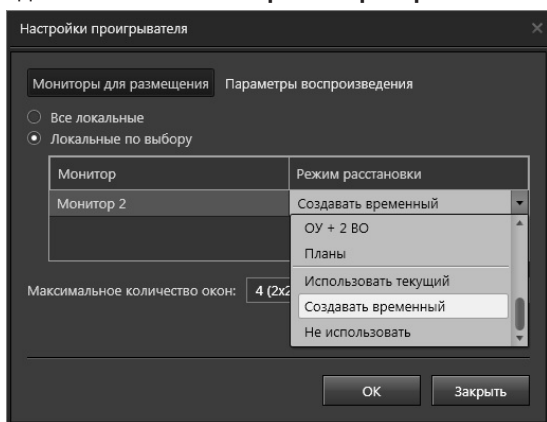 Настройки проигрывателя
Мониторы для размещения Параметры воспроизведения
Все локальные
Локальные по выбору
Монитор Режим расстановки
Монитор 2 Создавать временный
ОУ + 2 ВО
Планы
Использовать текущий
Максимальное количество окон: 4 (2x2
Создавать временный
Не использовать
ОК Закрыть